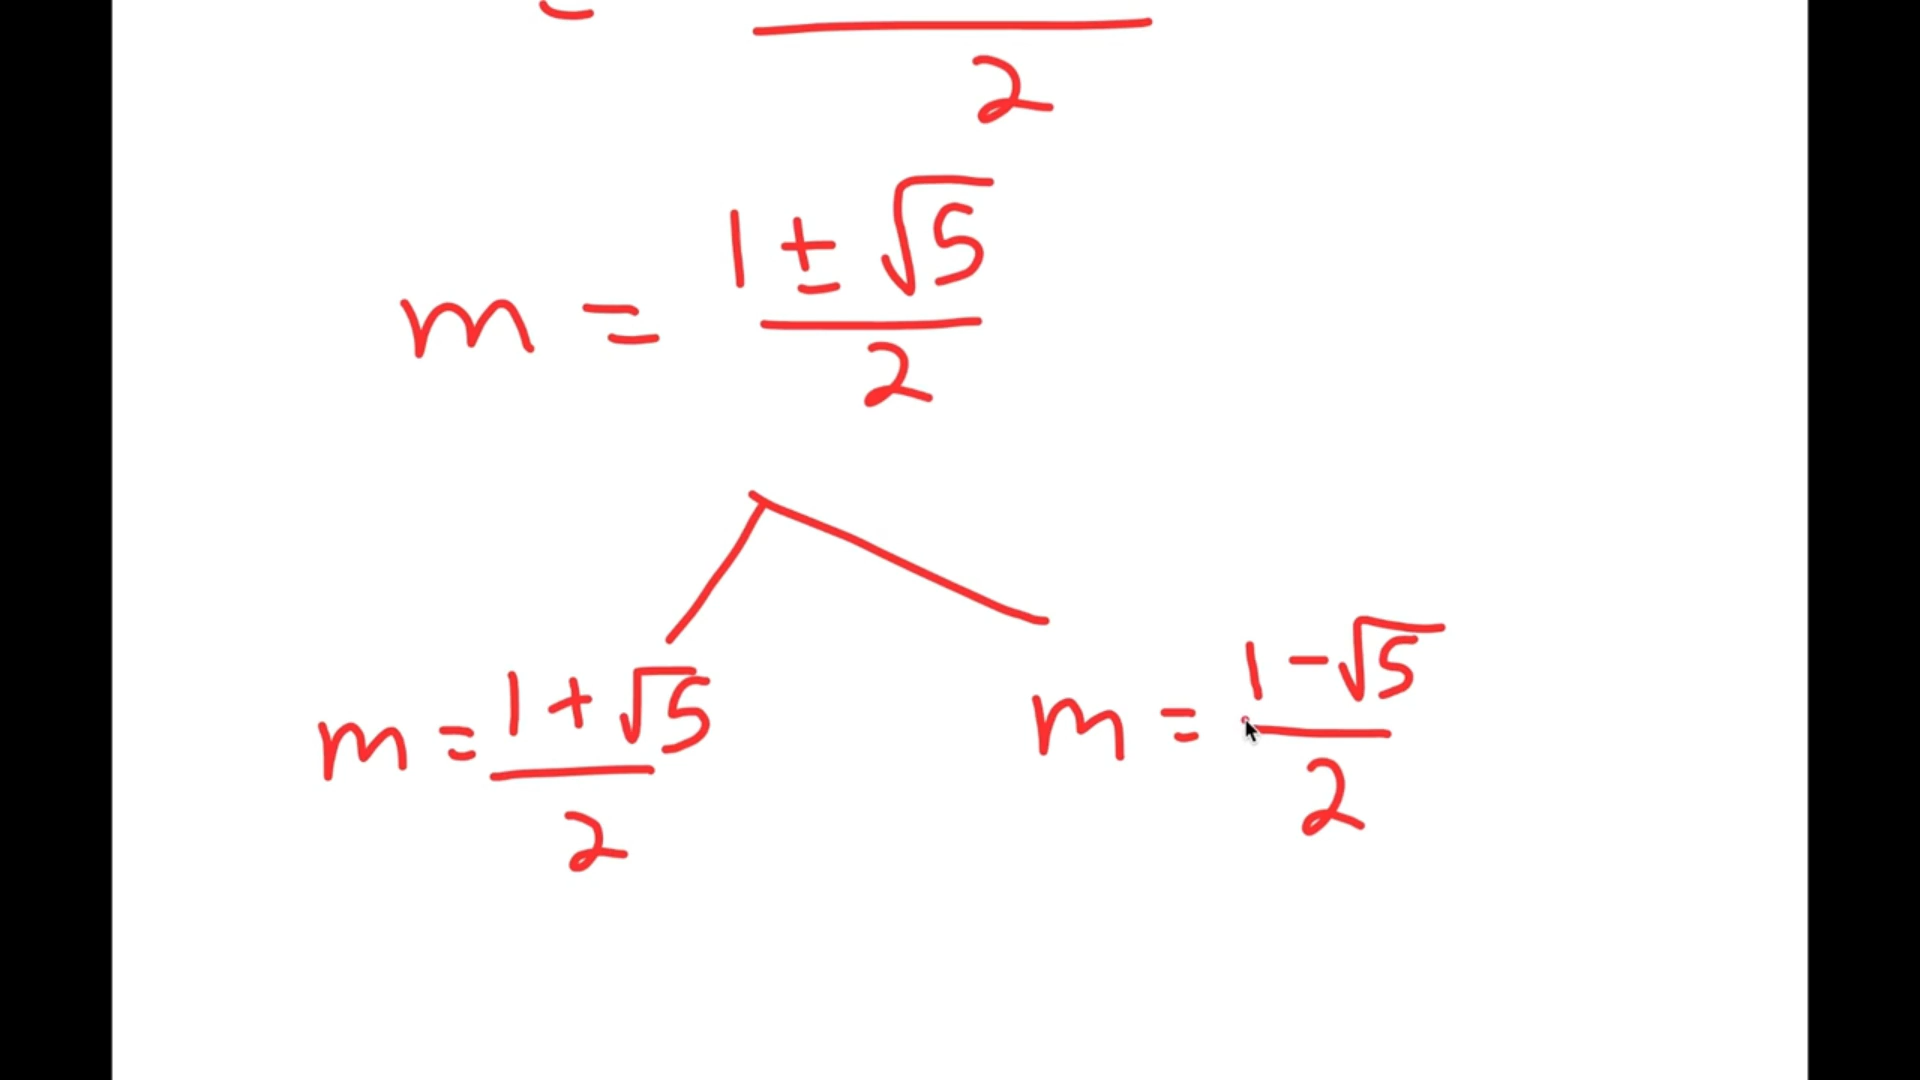 = ──
2
m = (1 ± √5) / 2
m = (1 + √5) / 2
m = (1 - √5) / 2